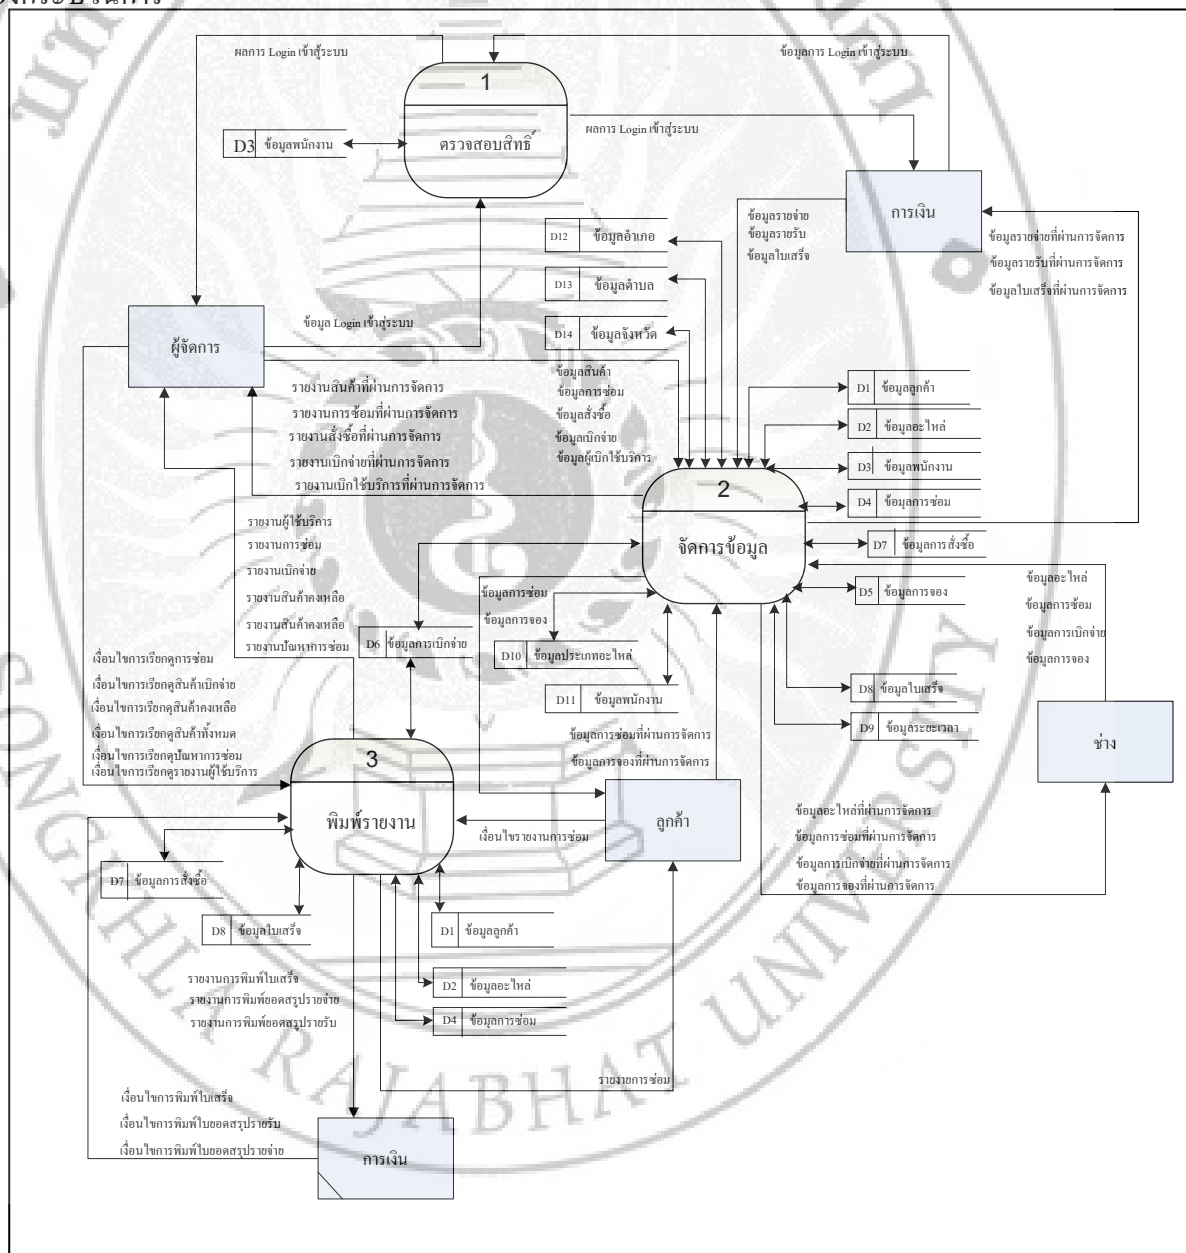 ผลการ Login เข้าสู่ระบบ
ข้อมูลการ Login เข้าสู่ระบบ
1
ตรวจสอบสิทธิ์
ผลการ Login เข้าสู่ระบบ
D3 ข้อมูลพนักงาน
การเงิน
ข้อมูลรายจ่าย
ข้อมูลรายรับ
ข้อมูลใบเสร็จ
ข้อมูลรายจ่ายที่ผ่านการจัดการ
ข้อมูลรายรับที่ผ่านการจัดการ
ข้อมูลใบเสร็จที่ผ่านการจัดการ
D12 ข้อมูลอำเภอ
D13 ข้อมูลตำบล
D14 ข้อมูลจังหวัด
ข้อมูล Login เข้าสู่ระบบ
ผู้จัดการ
ข้อมูลสินค้า
ข้อมูลการซ่อม
ข้อมูลสั่งซื้อ
ข้อมูลเบิกจ่าย
ข้อมูลผู้เบิกใช้บริการ
รายงานสินค้าที่ผ่านการจัดการ
รายงานการซ้อมที่ผ่านการจัดการ
รายงานสั่งซื้อที่ผ่านการจัดการ
รายงานเบิกจ่ายที่ผ่านการจัดการ
รายงานเบิกใช้บริการที่ผ่านการจัดการ
D1 ข้อมูลลูกค้า
D2 ข้อมูลอะไหล่
D3 ข้อมูลพนักงาน
D4 ข้อมูลการซ่อม
2
จัดการข้อมูล
D7 ข้อมูลการสั่งซื้อ
D5 ข้อมูลการจอง
รายงานผู้ใช้บริการ
รายงานการซ่อม
รายงานเบิกจ่าย
รายงานสินค้าคงเหลือ
รายงานสินค้าคงเหลือ
รายงานปัญหาการซ่อม
ข้อมูลการซ่อม
ข้อมูลการจอง
D6 ข้อมูลการเบิกจ่าย
D10 ข้อมูลประเภทอะไหล่
D11 ข้อมูลพนักงาน
D8 ข้อมูลใบเสร็จ
D9 ข้อมูลระยะเวลา
ข้อมูลอะไหล่
ข้อมูลการซ้อม
ข้อมูลการเบิกจ่าย
ข้อมูลการจอง
ช่าง
เงื่อนไขการเรียกดูการซ่อม
เงื่อนไขการเรียกดูสินค้าเบิกจ่าย
เงื่อนไขการเรียกดูสินค้าคงเหลือ
เงื่อนไขการเรียกดูสินค้าทั้งหมด
เงื่อนไขการเรียกดูปัญหาการซ่อม
เงื่อนไขการเรียกดูรายงานผู้ใช้บริการ
ข้อมูลการซ่อมที่ผ่านการจัดการ
ข้อมูลการจองที่ผ่านการจัดการ
3
พิมพ์รายงาน
ลูกค้า
เงื่อนไขรายงานการซ่อม
ข้อมูลอะไหล่ที่ผ่านการจัดการ
ข้อมูลการซ่อมที่ผ่านการจัดการ
ข้อมูลการเบิกจ่ายที่ผ่านการจัดการ
ข้อมูลการจองที่ผ่านการจัดการ
D7 ข้อมูลการสั่งซื้อ
D8 ข้อมูลใบเสร็จ
D1 ข้อมูลลูกค้า
D2 ข้อมูลอะไหล่
D4 ข้อมูลการซ่อม
รายงานการพิมพ์ใบเสร็จ
รายงานการพิมพ์ยอดสรุปรายจ่าย
รายงานการพิมพ์ยอดสรุปรายรับ
รายงายการซ่อม
เงื่อนไขการพิมพ์ใบเสร็จ
เงื่อนไขการพิมพ์ใบยอดสรุปรายรับ
เงื่อนไขการพิมพ์ใบยอดสรุปรายจ่าย
การเงิน
SONGKHLA RAJABHAT UNIVERSITY